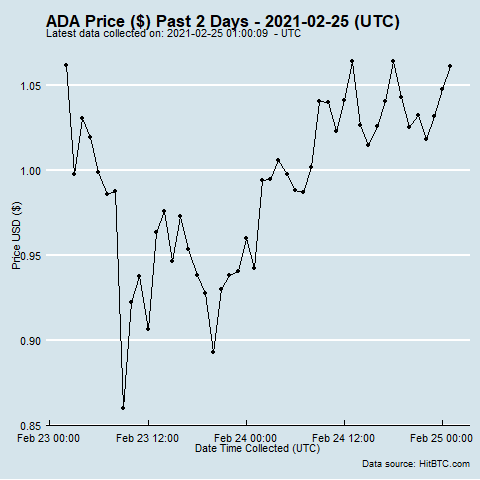 ADA Price ($) Past 2 Days - 2021-02-25 (UTC)
Latest data collected on: 2021-02-25 01:00:09  - UTC
Price USD ($)
1.05
1.00
0.95
0.90
0.85
Feb 23 00:00 Feb 23 12:00 Feb 24 00:00 Feb 24 12:00 Feb 25 00:00
Date Time Collected (UTC)
Data source: HitBTC.com